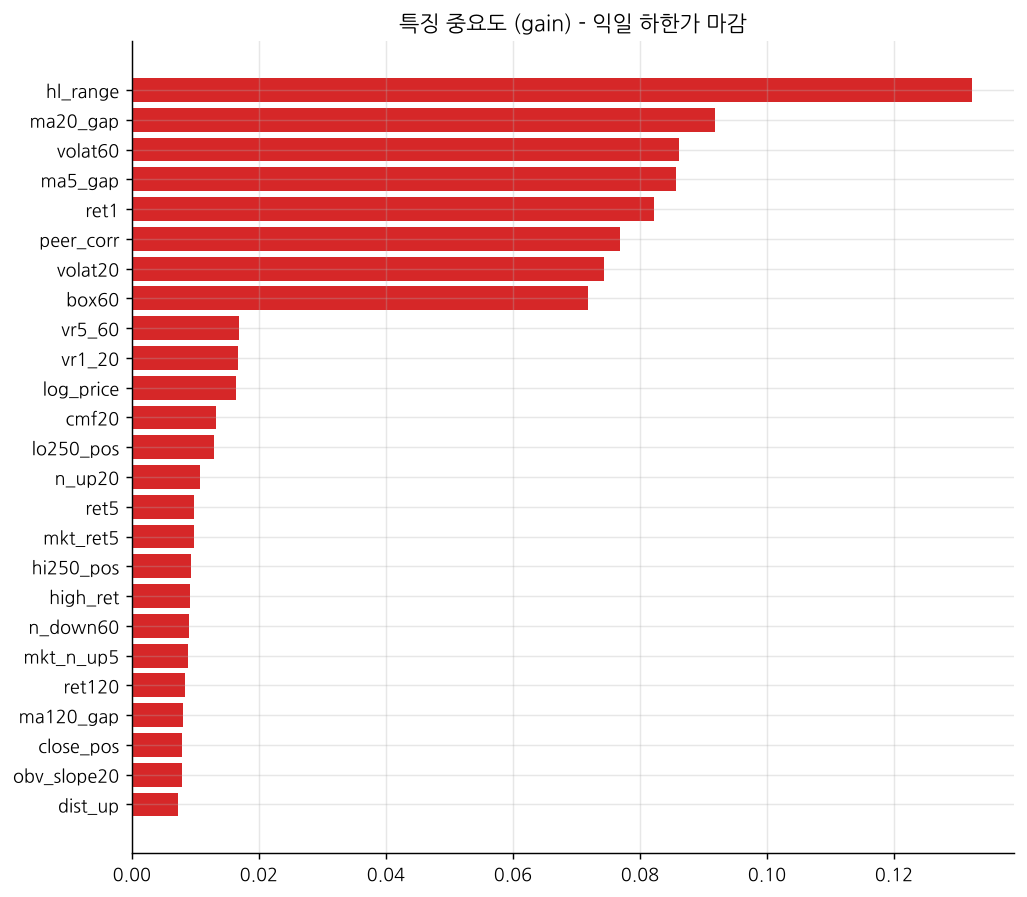 특징 중요도 (gain) - 익일 하한가 마감
hl_range
ma20_gap
volat60
ma5_gap
ret1
peer_corr
volat20
box60
vr5_60
vr1_20
log_price
cmf20
lo250_pos
n_up20
ret5
mkt_ret5
hi250_pos
high_ret
n_down60
mkt_n_up5
ret120
ma120_gap
close_pos
obv_slope20
dist_up
0.00 0.02 0.04 0.06 0.08 0.10 0.12